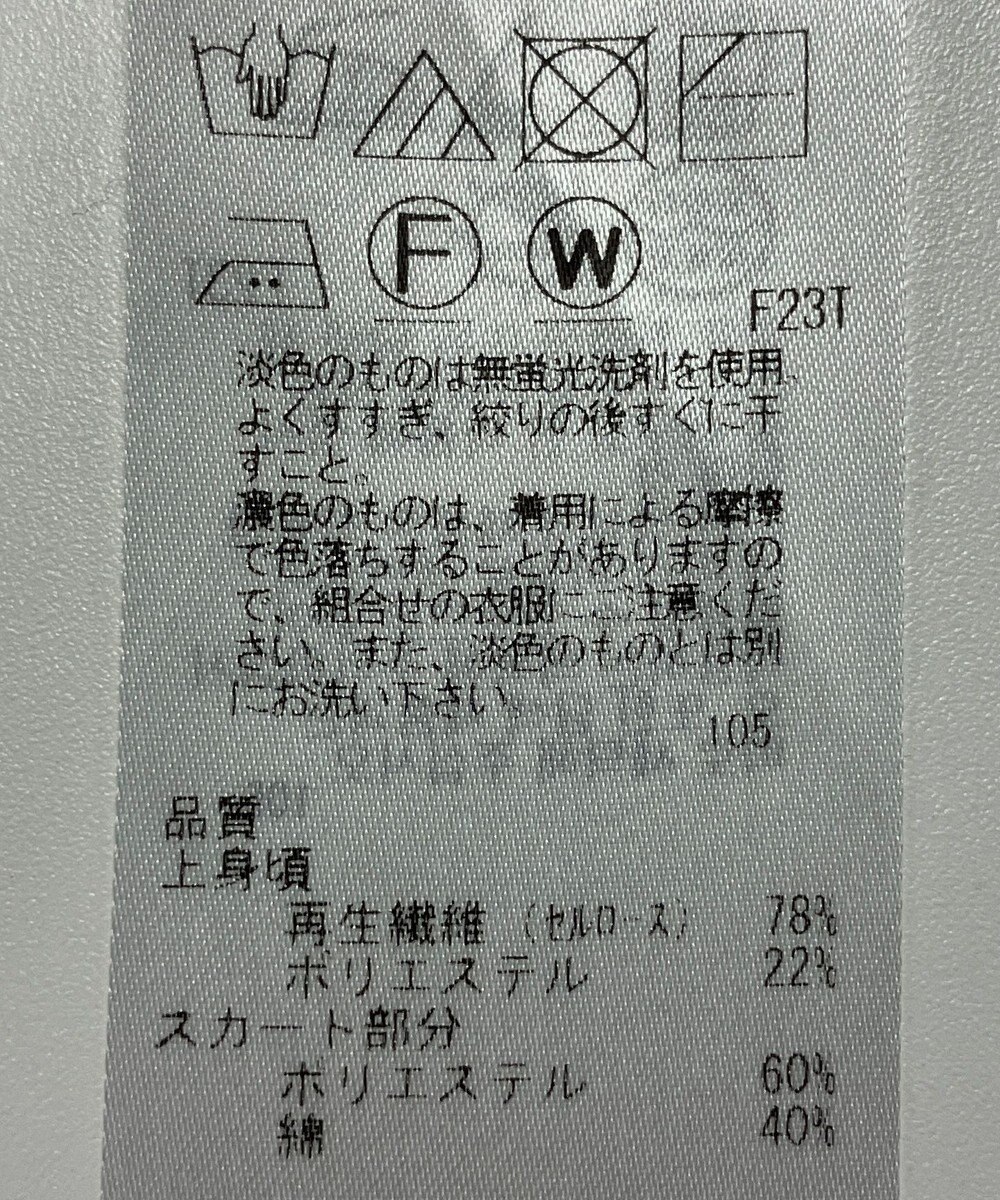 F
W
F23T
淡色のものは無蛍光洗剤を使用、
よくすすぎ、絞りの後すぐに干
すこと。
濃色のものは、着用による摩擦
で色落ちすることがありますの
で、組合せの衣服にご注意くだ
さい。また、淡色のものとは別
にお洗い下さい。
105
品質
上身頃
再生繊維（セルロース） 78%
ポリエステル 22%
スカート部分
ポリエステル 60%
綿 40%